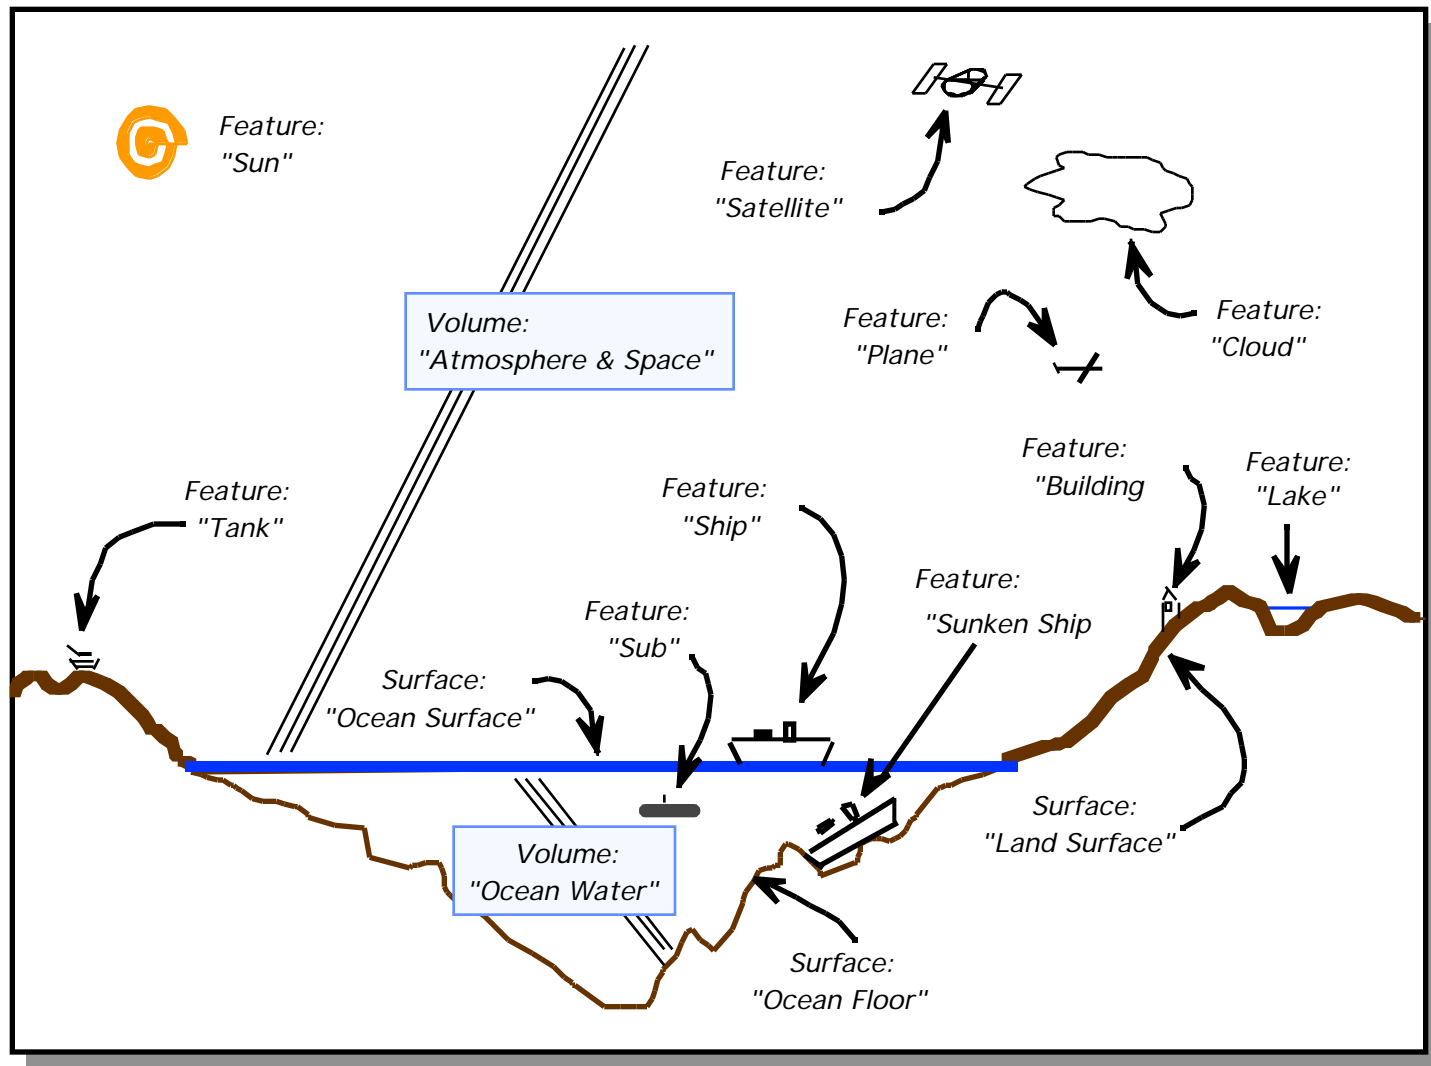 Feature:
"Sun"
Feature:
"Satellite"
Volume:
"Atmosphere & Space"
Feature:
"Plane"
Feature:
"Cloud"
Feature:
"Tank"
Feature:
"Ship"
Feature:
"Building
Feature:
"Lake"
Feature:
"Sub"
Feature:
"Sunken Ship
Surface:
"Ocean Surface"
Volume:
"Ocean Water"
Surface:
"Land Surface"
Surface:
"Ocean Floor"